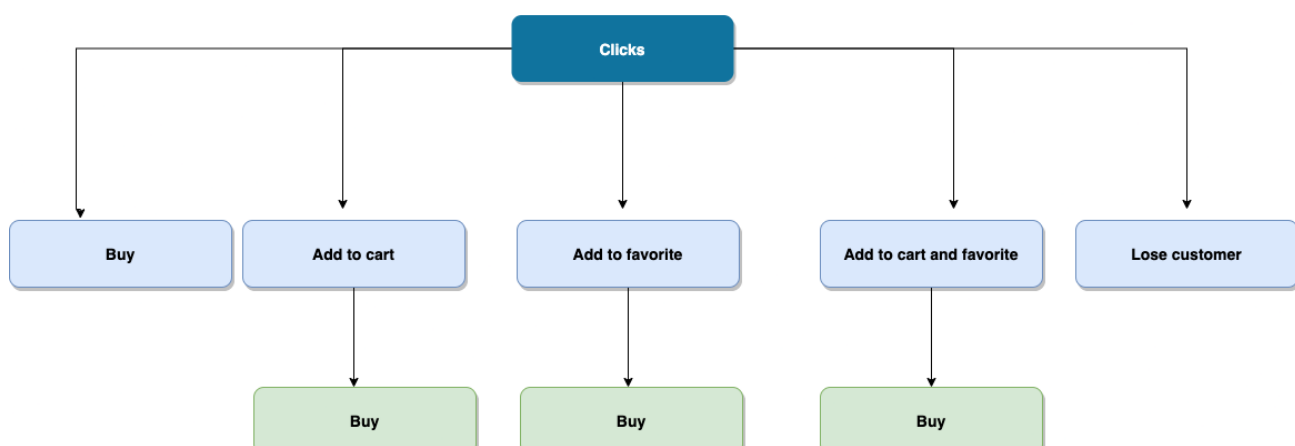 Clicks
Buy
Add to cart
Add to favorite
Add to cart and favorite
Lose customer
Buy
Buy
Buy